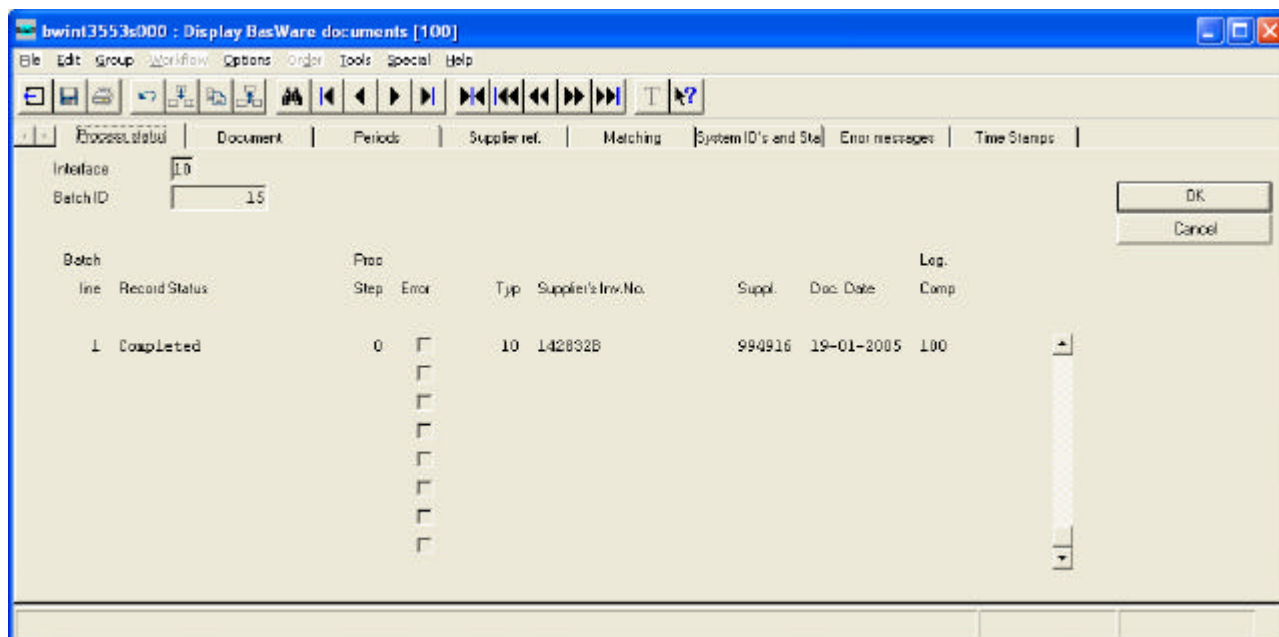 bwint3553s000 : Display BasWare documents [100]
File Edit Group Workflow Options Order Tools Special Help
T ?
Process status Document Periods Supplier ref. Matching System ID's and Sta Error messages Time Stamps
Interface 10
Batch ID 15
OK
Cancel
Batch Proc Log.
line Record Status Step Error Typ Supplier's Inv.No. Suppl. Doc. Date Comp
1 Completed 0 10 142832B 994916 19-01-2005 100